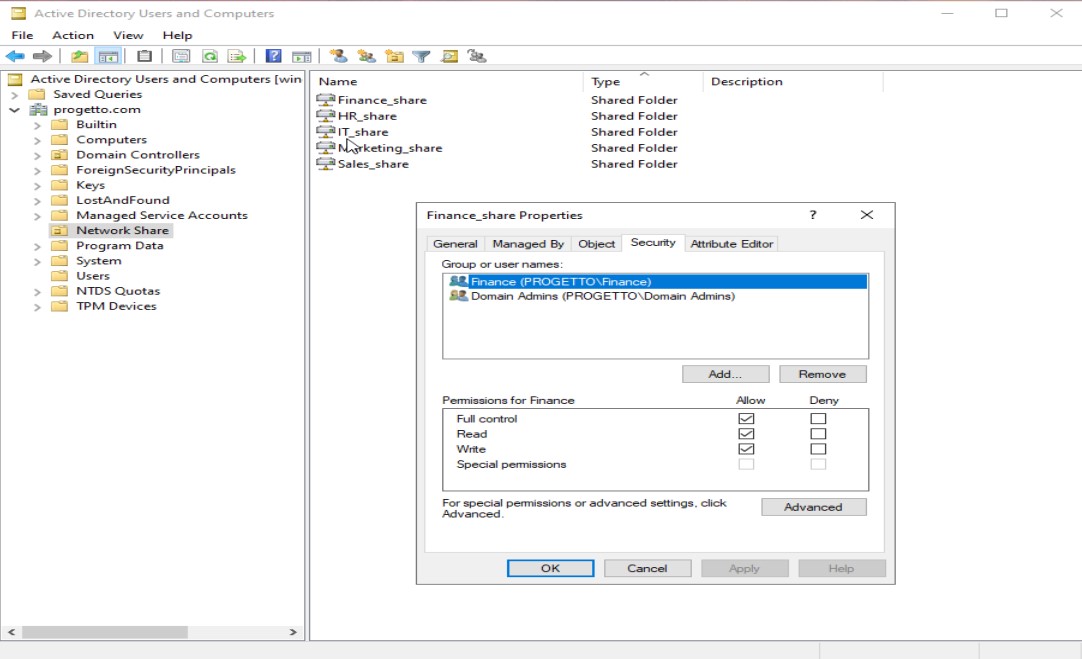 Active Directory Users and Computers
File Action View Help
Active Directory Users and Computers [win
Saved Queries
progetto.com
Builtin
Computers
Domain Controllers
ForeignSecurityPrincipals
Keys
LostAndFound
Managed Service Accounts
Network Share
Program Data
System
Users
NTDS Quotas
TPM Devices
Name Type Description
Finance_share Shared Folder
HR_share Shared Folder
IT_share Shared Folder
Marketing_share Shared Folder
Sales_share Shared Folder
Finance_share Properties
General Managed By Object Security Attribute Editor
Group or user names:
Finance (PROGETTO\Finance)
Domain Admins (PROGETTO\Domain Admins)
Add... Remove
Permissions for Finance Allow Deny
Full control
Read
Write
Special permissions
For special permissions or advanced settings, click
Advanced.
Advanced
OK Cancel Apply Help